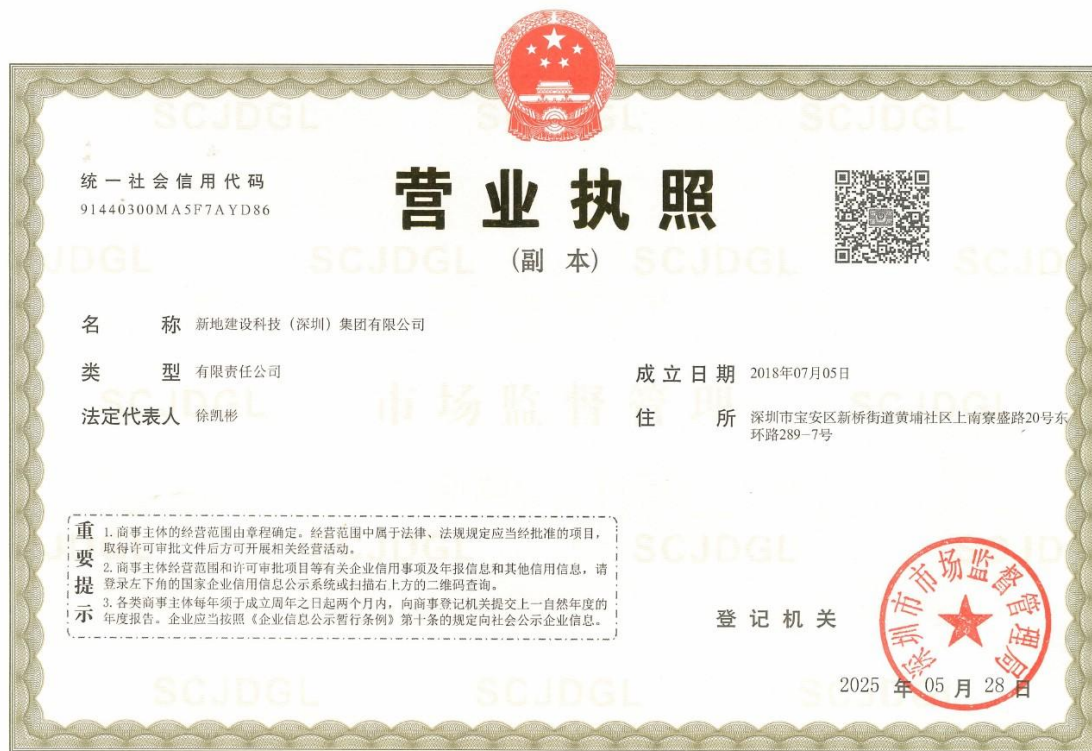 统一社会信用代码
91440300MA5F7AYD86
营业执照
(副 本)
名 称 新地建设科技（深圳）集团有限公司
类 型 有限责任公司
法定代表人 徐凯彬
成立日期 2018年07月05日
住 所 深圳市宝安区新桥街道黄埔社区上南寮盛路20号东
环路289-7号
重要提示
1. 商事主体的经营范围由章程确定。经营范围中属于法律、法规规定应当经批准的项目，
取得许可审批文件后方可开展相关经营活动。
2. 商事主体经营范围和许可审批项目等有关企业信用事项及年报信息和其他信用信息，请
登录左下角的国家企业信用信息公示系统或扫描右上方的二维码查询。
3. 各类商事主体每年须于成立周年之日起两个月内，向商事登记机关提交上一自然年度的
年度报告。企业应当按照《企业信息公示暂行条例》第十条的规定向社会公示企业信息。
登记机关
深圳市市场监督管理局
2025 年 05 月 28 日
SCJDGL
市场监督管理